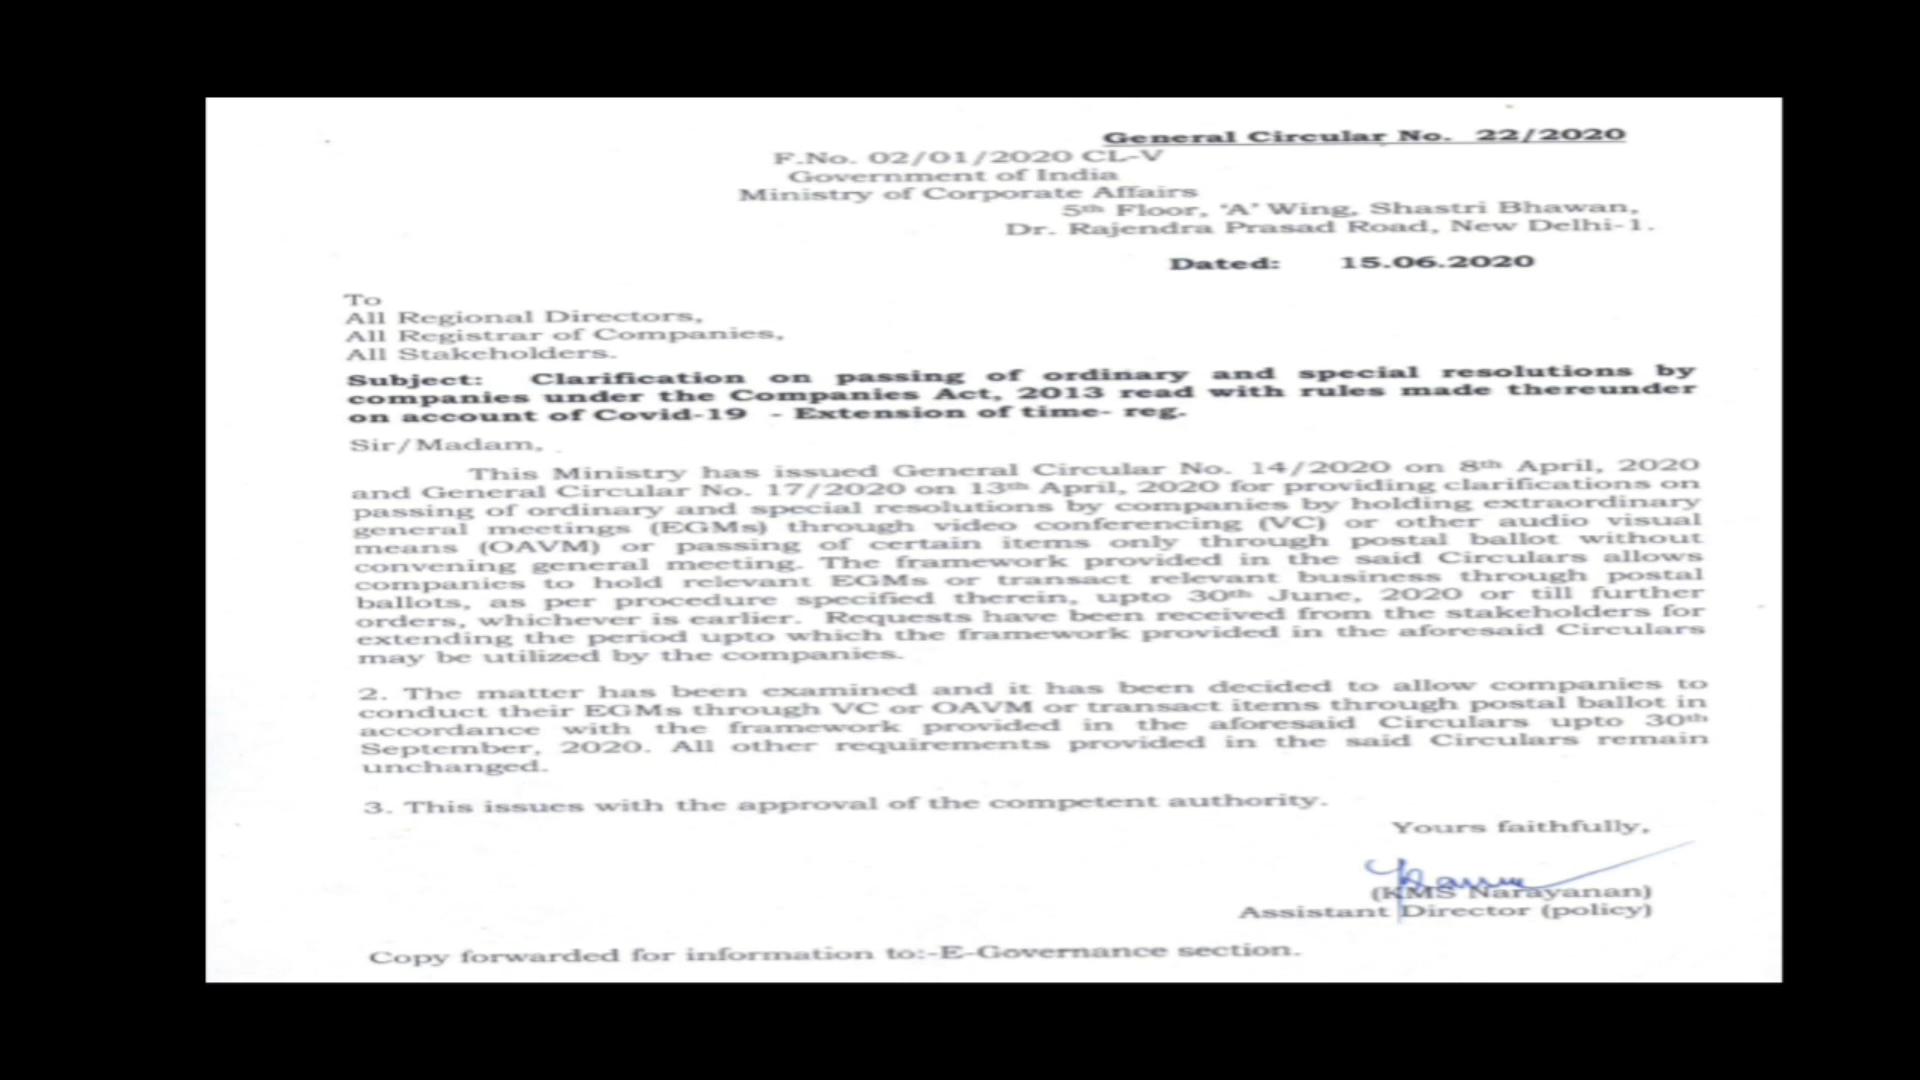 General Circular No. 22/2020
F.No. 02/01/2020 CL-V
Government of India
Ministry of Corporate Affairs
5th Floor, 'A' Wing, Shastri Bhawan,
Dr. Rajendra Prasad Road, New Delhi-1.
Dated: 15.06.2020
To
All Regional Directors,
All Registrar of Companies,
All Stakeholders.
Subject: Clarification on passing of ordinary and special resolutions by
companies under the Companies Act, 2013 read with rules made thereunder
on account of Covid-19 - Extension of time- reg.
Sir/Madam,
This Ministry has issued General Circular No. 14/2020 on 8th April, 2020
and General Circular No. 17/2020 on 13th April, 2020 for providing clarifications on
passing of ordinary and special resolutions by companies by holding extraordinary
general meetings (EGMs) through video conferencing (VC) or other audio visual
means (OAVM) or passing of certain items only through postal ballot without
convening general meeting. The framework provided in the said Circulars allows
companies to hold relevant EGMs or transact relevant business through postal
ballots, as per procedure specified therein, upto 30th June, 2020 or till further
orders, whichever is earlier. Requests have been received from the stakeholders for
extending the period upto which the framework provided in the aforesaid Circulars
may be utilized by the companies.
2. The matter has been examined and it has been decided to allow companies to
conduct their EGMs through VC or OAVM or transact items through postal ballot in
accordance with the framework provided in the aforesaid Circulars upto 30th
September, 2020. All other requirements provided in the said Circulars remain
unchanged.
3. This issues with the approval of the competent authority.
Yours faithfully,
(KMS Narayanan)
Assistant Director (policy)
Copy forwarded for information to:-E-Governance section.